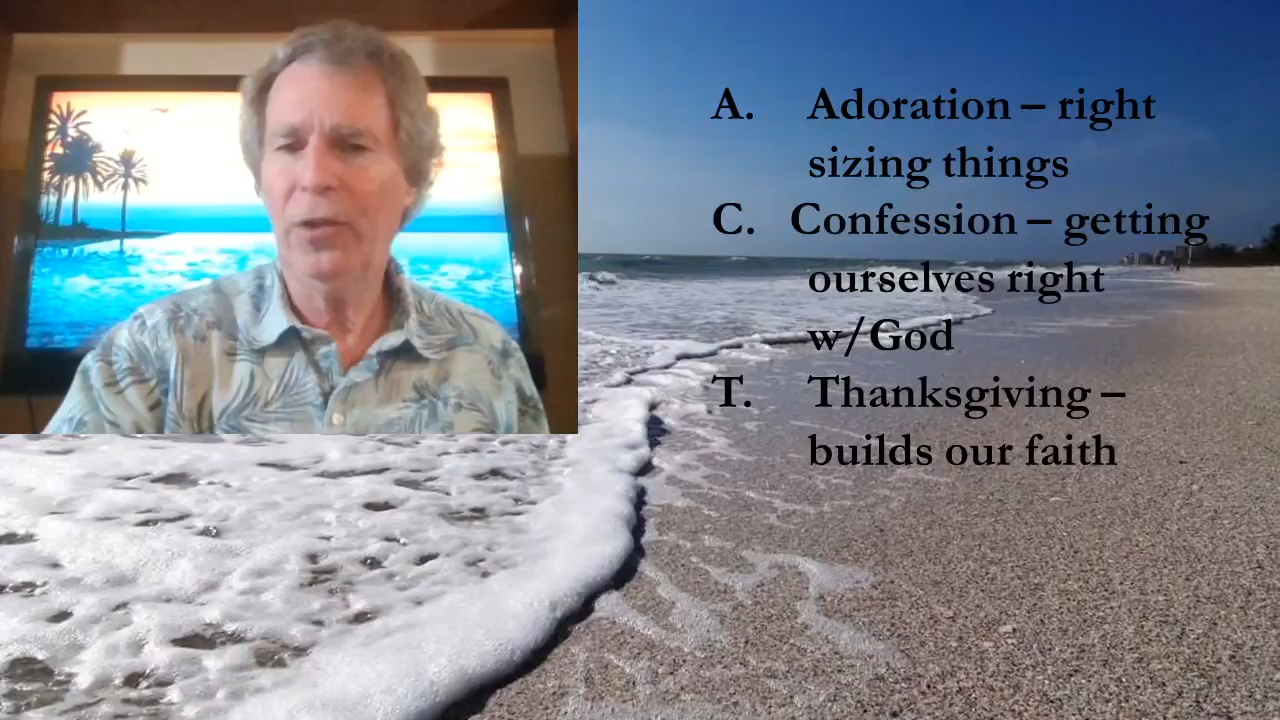 A. Adoration – right
sizing things
C. Confession – getting
ourselves right
w/God
T. Thanksgiving –
builds our faith